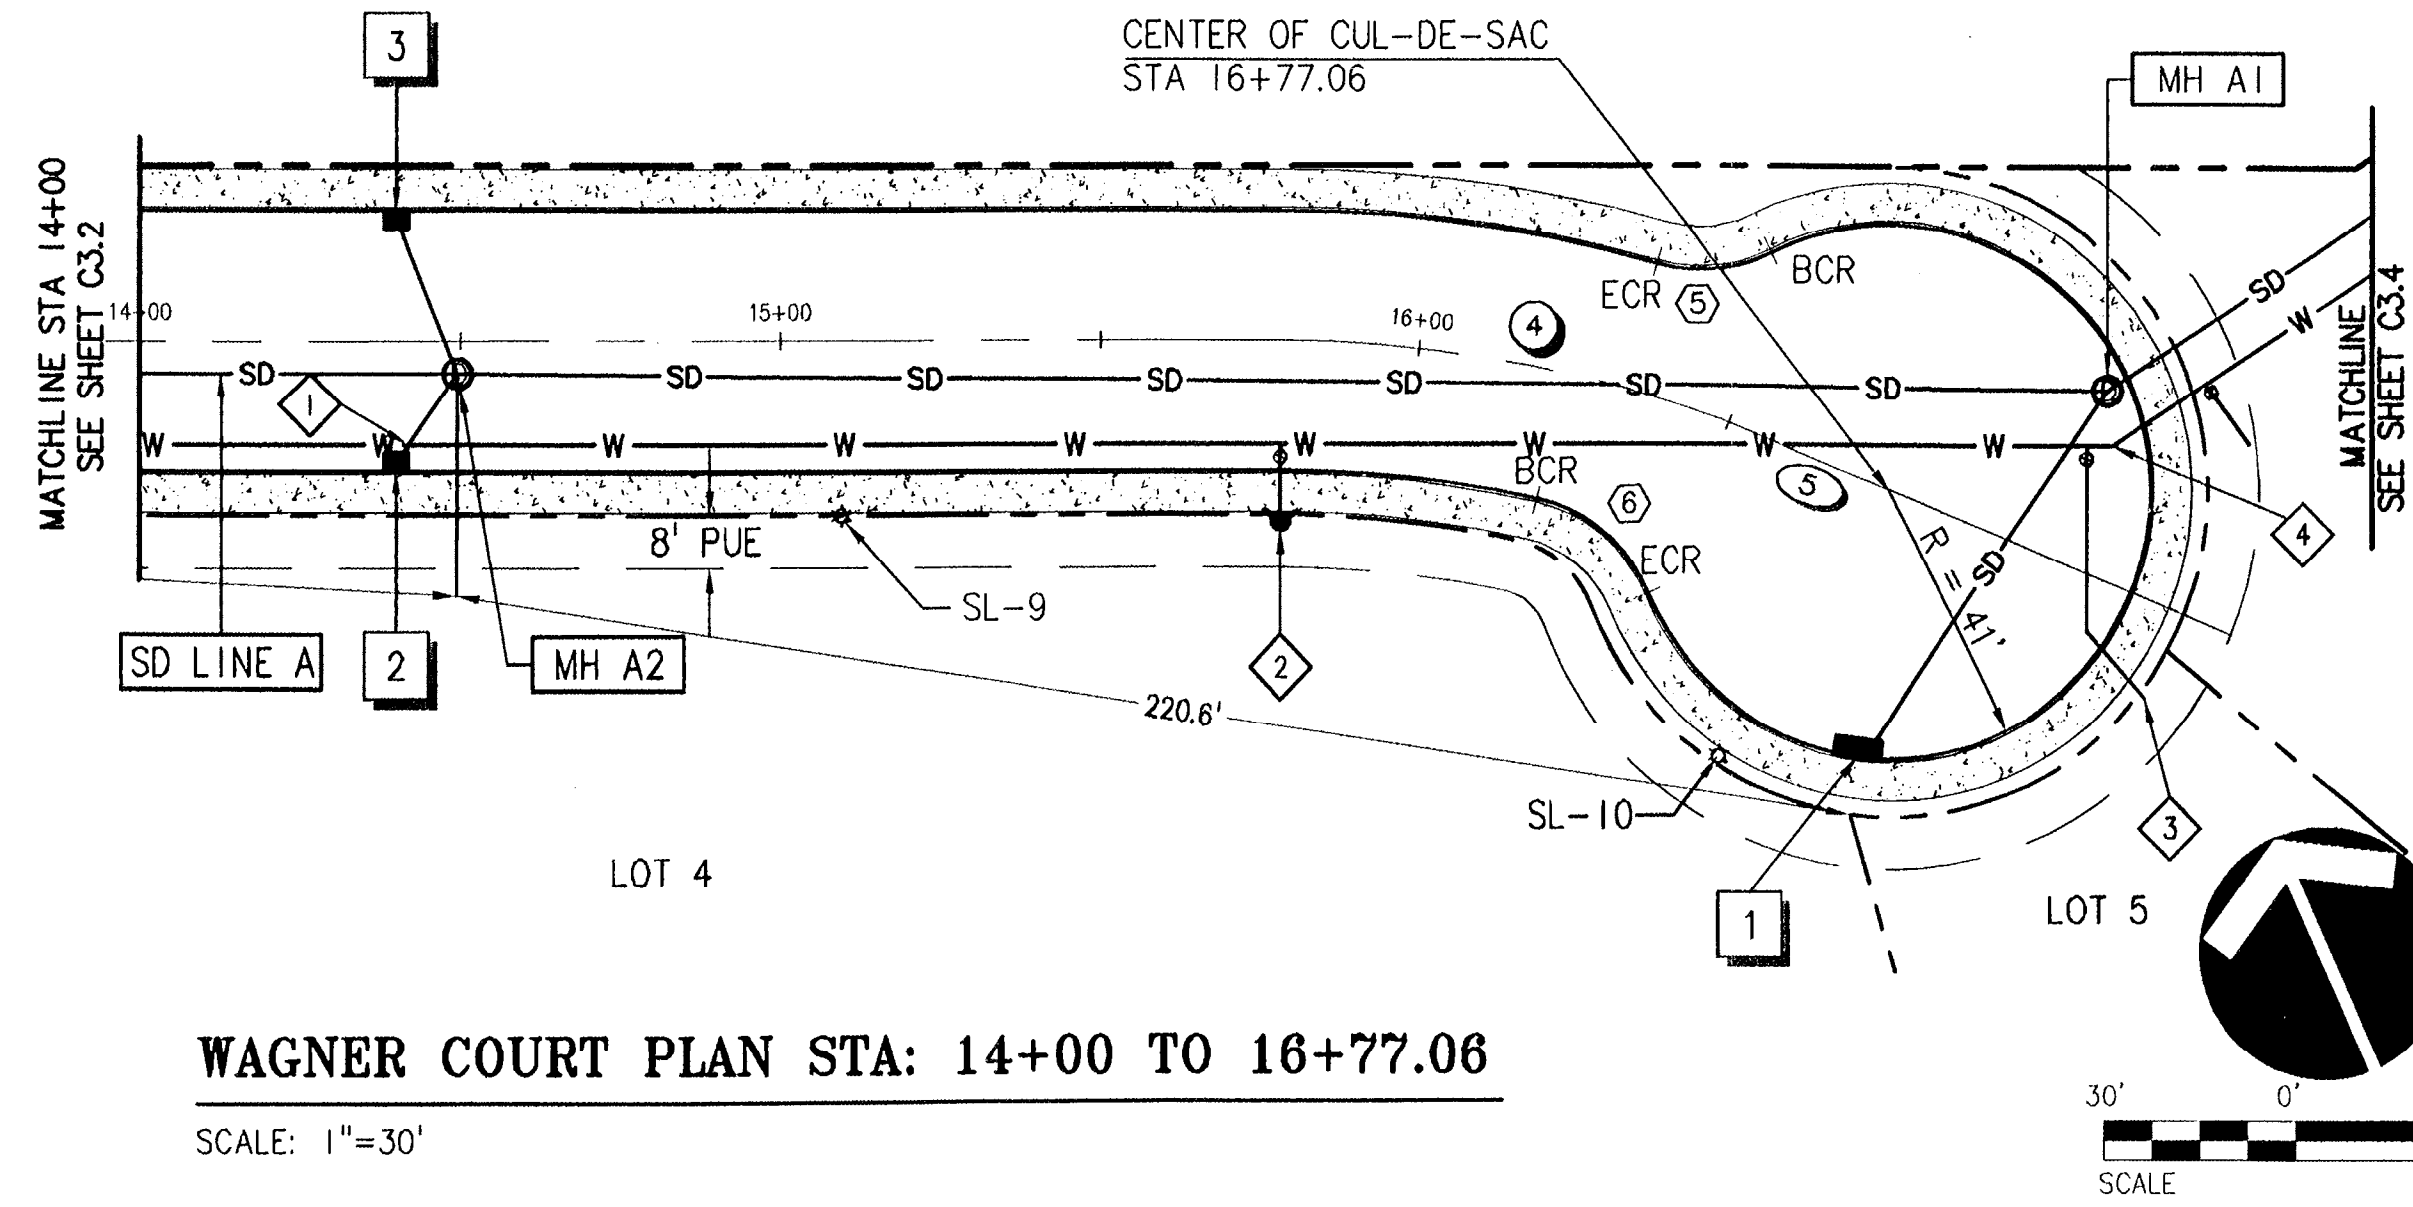 3
CENTER OF CUL-DE-SAC
STA 16+77.06
MH A1
MATCHLINE STA 14+00
SEE SHEET C3.2
14+00
15+00
16+00
4
ECR
5
BCR
SD
W
MATCHLINE
SEE SHEET C3.4
SD
1
SD
SD
SD
SD
SD
SD
W
W
W
W
W
W
W
W
W
BCR
6
5
ECR
4
8' PUE
R = 41'
SD
SL-9
SD LINE A
2
MH A2
2
220.6'
SL-10
3
LOT 4
1
LOT 5
WAGNER COURT PLAN STA: 14+00 TO 16+77.06
SCALE: 1"=30'
30' 0'
SCALE